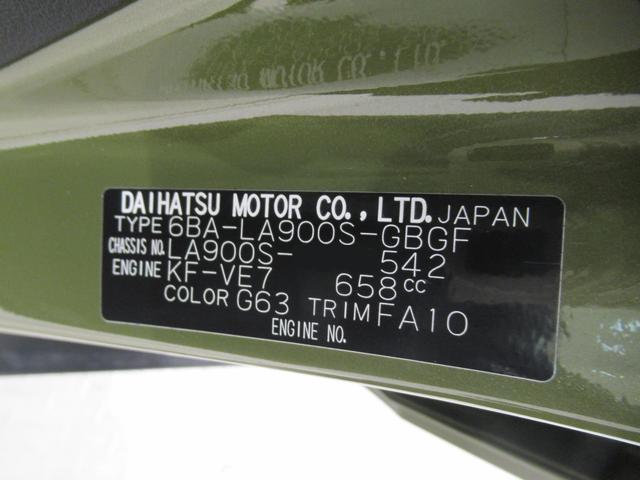 DAIHATSU MOTOR CO., LTD. JAPAN
TYPE 6BA-LA900S-GBGF
CHASSIS NO. LA900S- 542
ENGINE KF-VE7 658cc
COLOR G63 TRIM FA10
ENGINE NO.